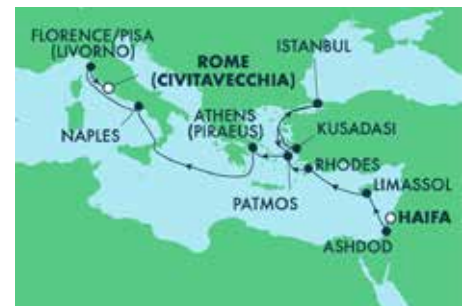 FLORENCE/PISA
(LIVORNO)
ROME
(CIVITAVECCHIA)
ISTANBUL
ATHENS
(PIRAEUS)
NAPLES
KUSADASI
RHODES
PATMOS
LIMASSOL
HAIFA
ASHDOD